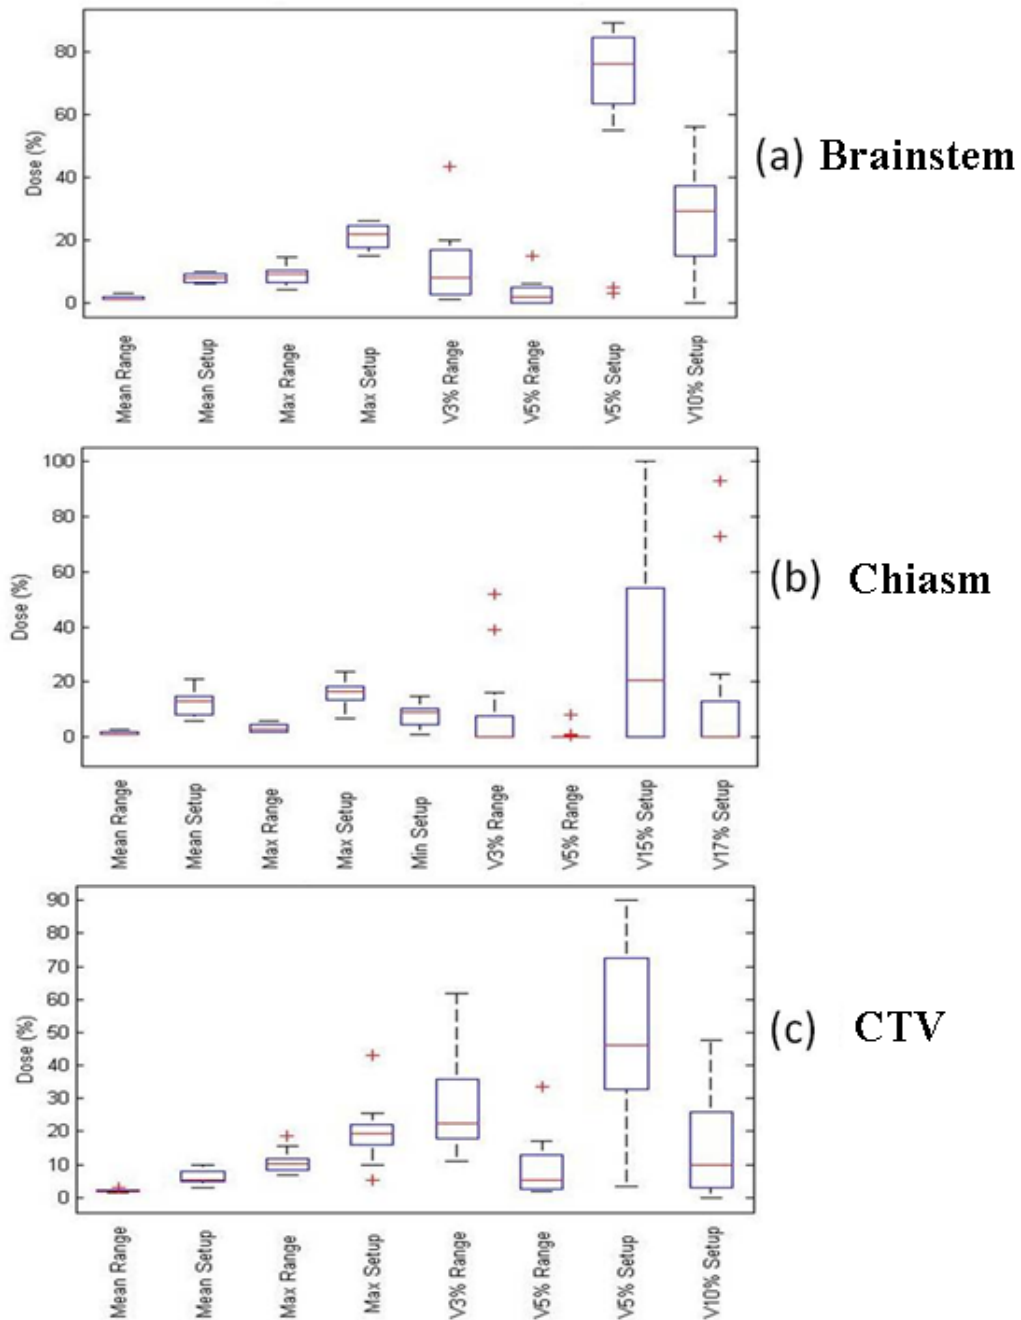 80
60
40
20
0
Dose (%)
Mean Range
Mean Setup
Max Range
Max Setup
V3% Range
V5% Range
V5% Setup
V10% Setup
(a) Brainstem
100
80
60
40
20
0
Dose (%)
Mean Range
Mean Setup
Max Range
Max Setup
Min Setup
V3% Range
V5% Range
V15% Setup
V17% Setup
(b) Chiasm
90
80
70
60
50
40
30
20
10
0
Dose (%)
Mean Range
Mean Setup
Max Range
Max Setup
V3% Range
V5% Range
V5% Setup
V10% Setup
(c) CTV